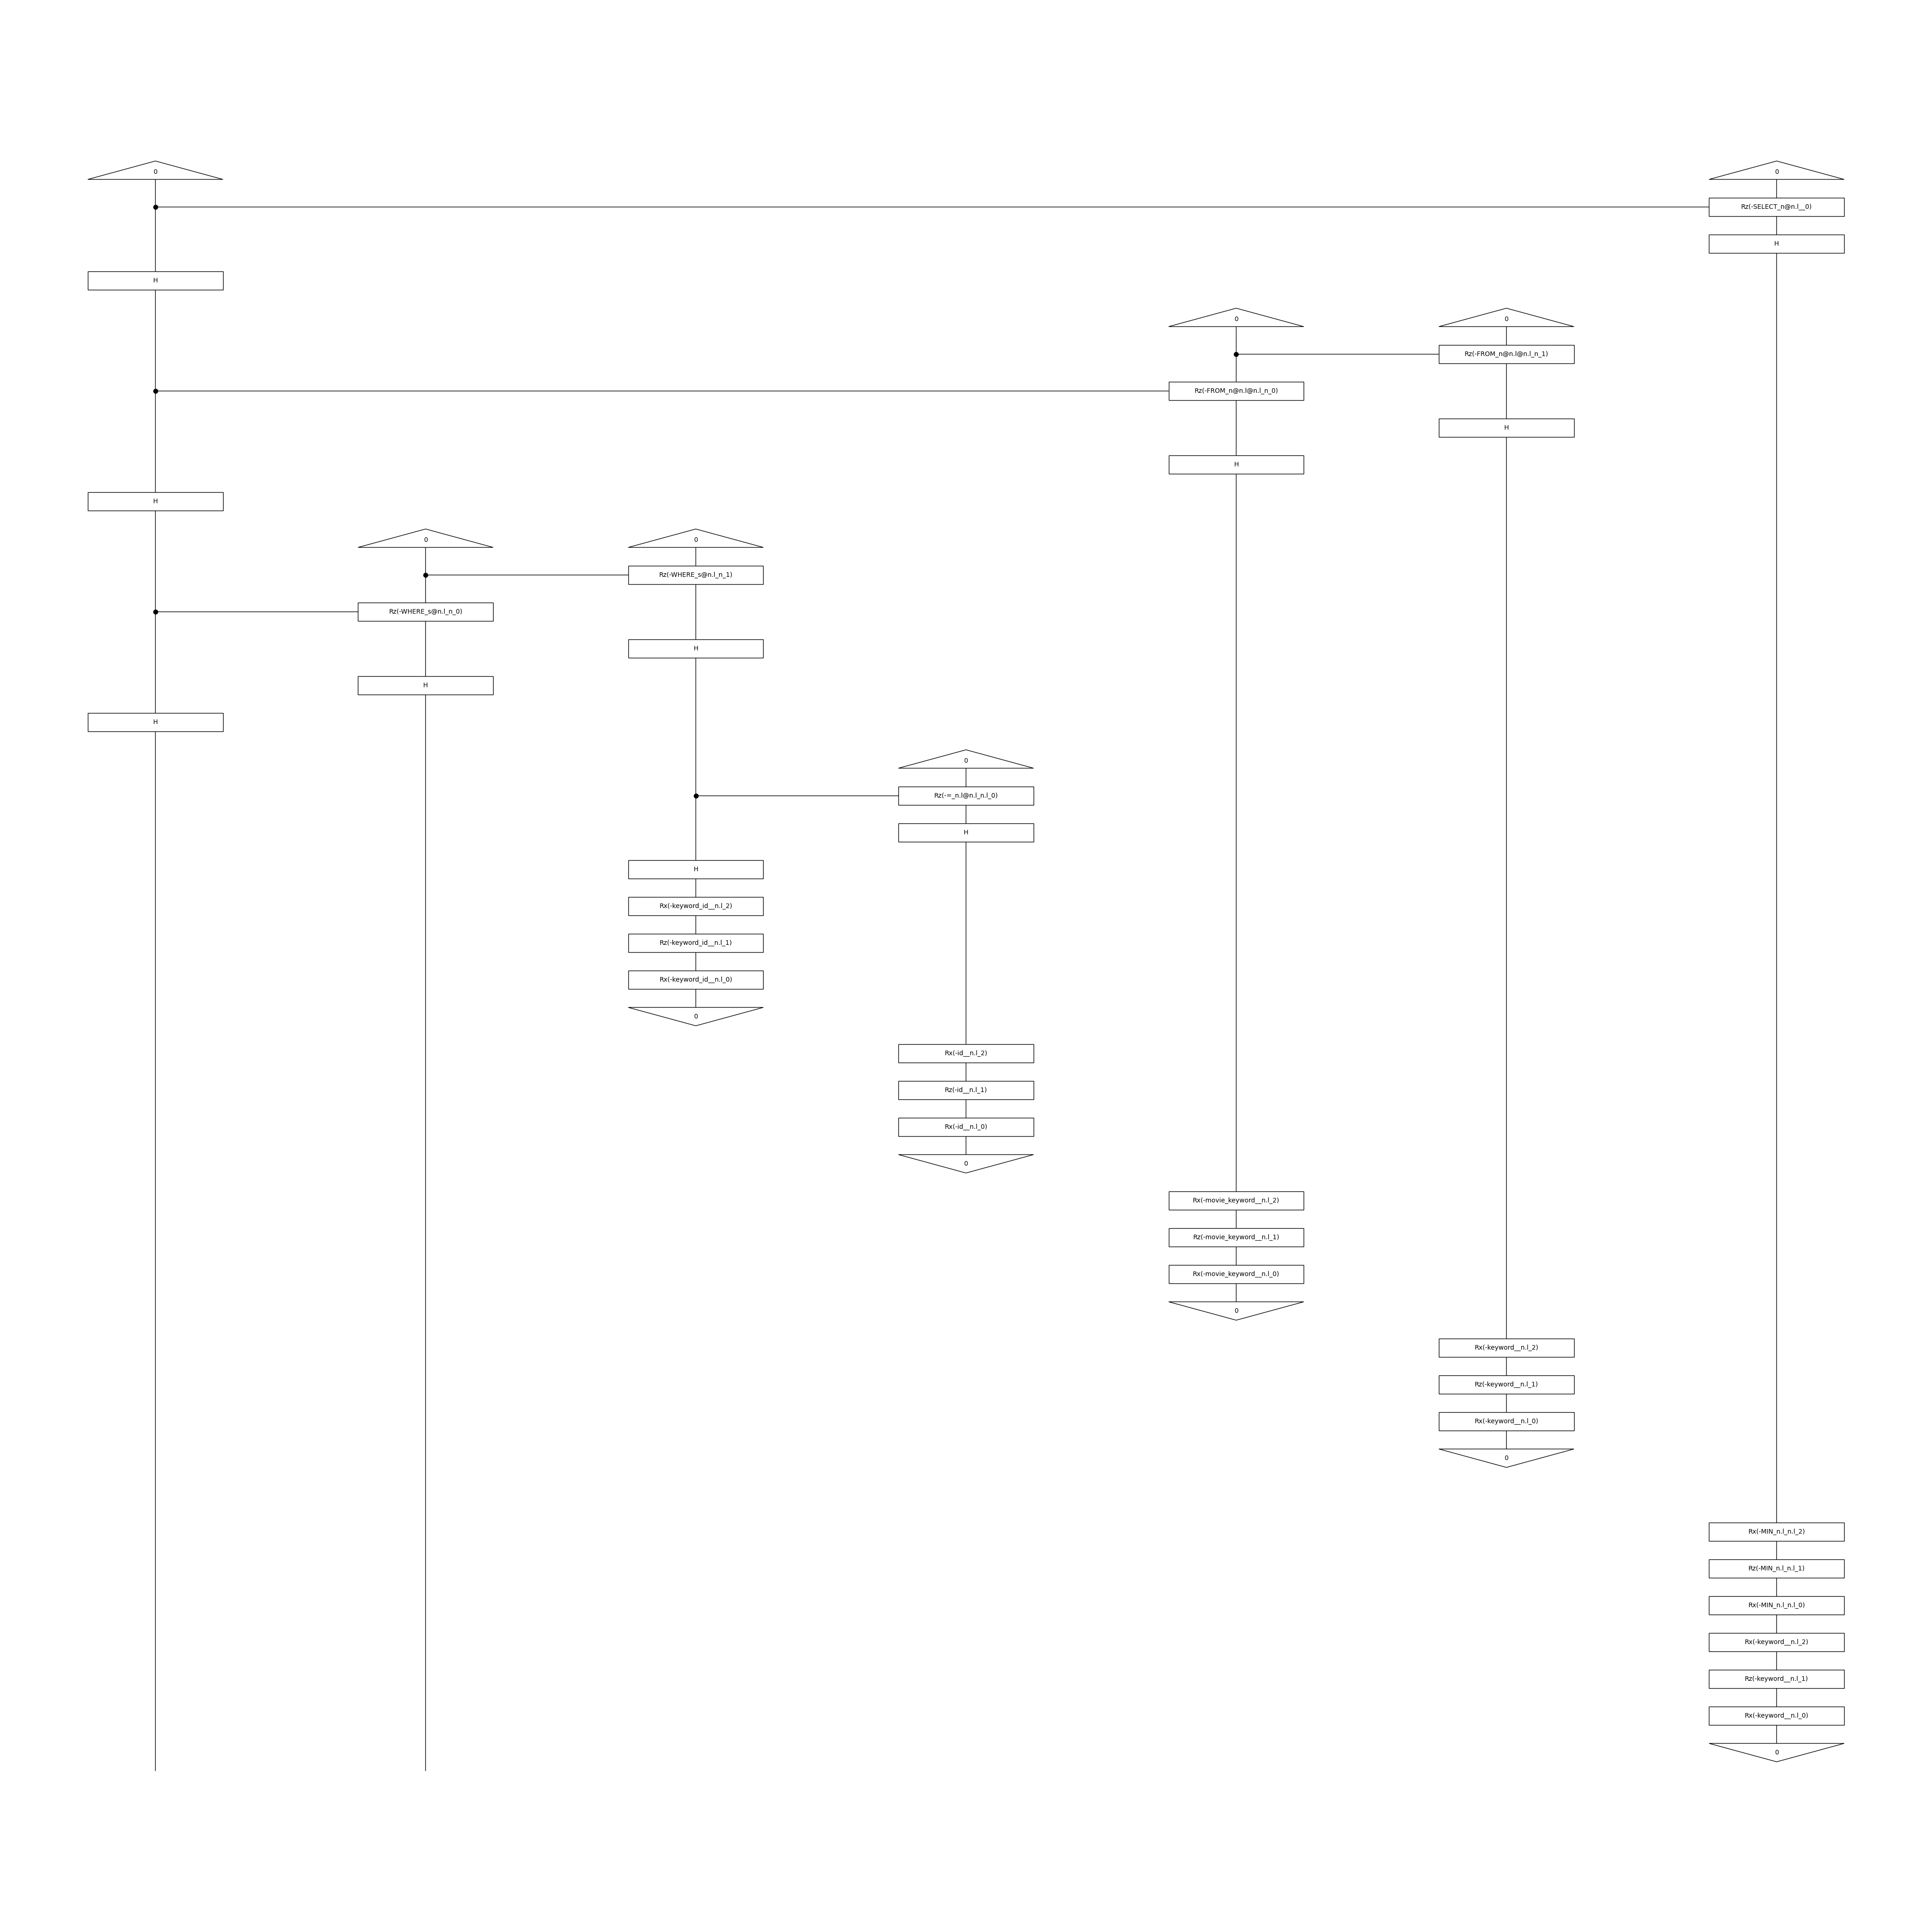 0 0
Rz(-SELECT_n@n.l__0)
H
H
0 0
Rz(-FROM_n@n.l@n.l_n_1)
Rz(-FROM_n@n.l@n.l_n_0)
H
H
H
0 0
Rz(-WHERE_s@n.l_n_1)
Rz(-WHERE_s@n.l_n_0)
H
H
H
0
Rz(-=_n.l@n.l_n.l_0)
H
H
Rx(-keyword_id__n.l_2)
Rz(-keyword_id__n.l_1)
Rx(-keyword_id__n.l_0)
0
Rx(-id__n.l_2)
Rz(-id__n.l_1)
Rx(-id__n.l_0)
0
Rx(-movie_keyword__n.l_2)
Rz(-movie_keyword__n.l_1)
Rx(-movie_keyword__n.l_0)
0
Rx(-keyword__n.l_2)
Rz(-keyword__n.l_1)
Rx(-keyword__n.l_0)
0
Rx(-MIN_n.l_n.l_2)
Rz(-MIN_n.l_n.l_1)
Rx(-MIN_n.l_n.l_0)
Rx(-keyword__n.l_2)
Rz(-keyword__n.l_1)
Rx(-keyword__n.l_0)
0